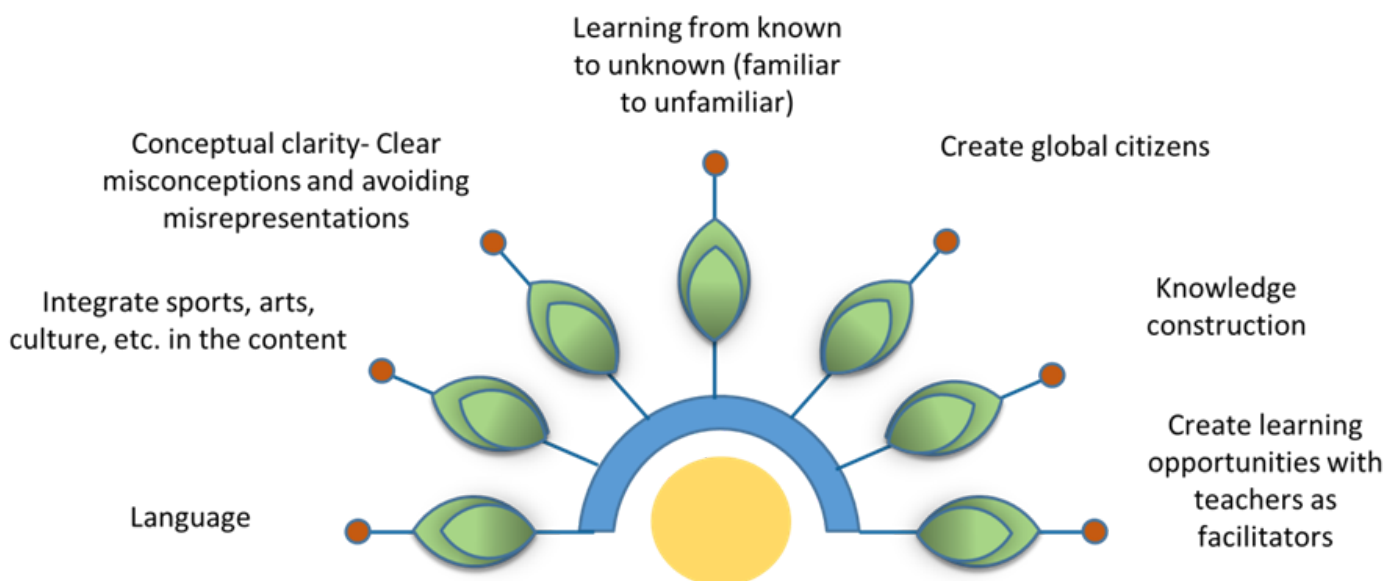 Learning from known
to unknown (familiar
to unfamiliar)
Conceptual clarity- Clear
misconceptions and avoiding
misrepresentations
Create global citizens
Integrate sports, arts,
culture, etc. in the content
Knowledge
construction
Language
Create learning
opportunities with
teachers as
facilitators